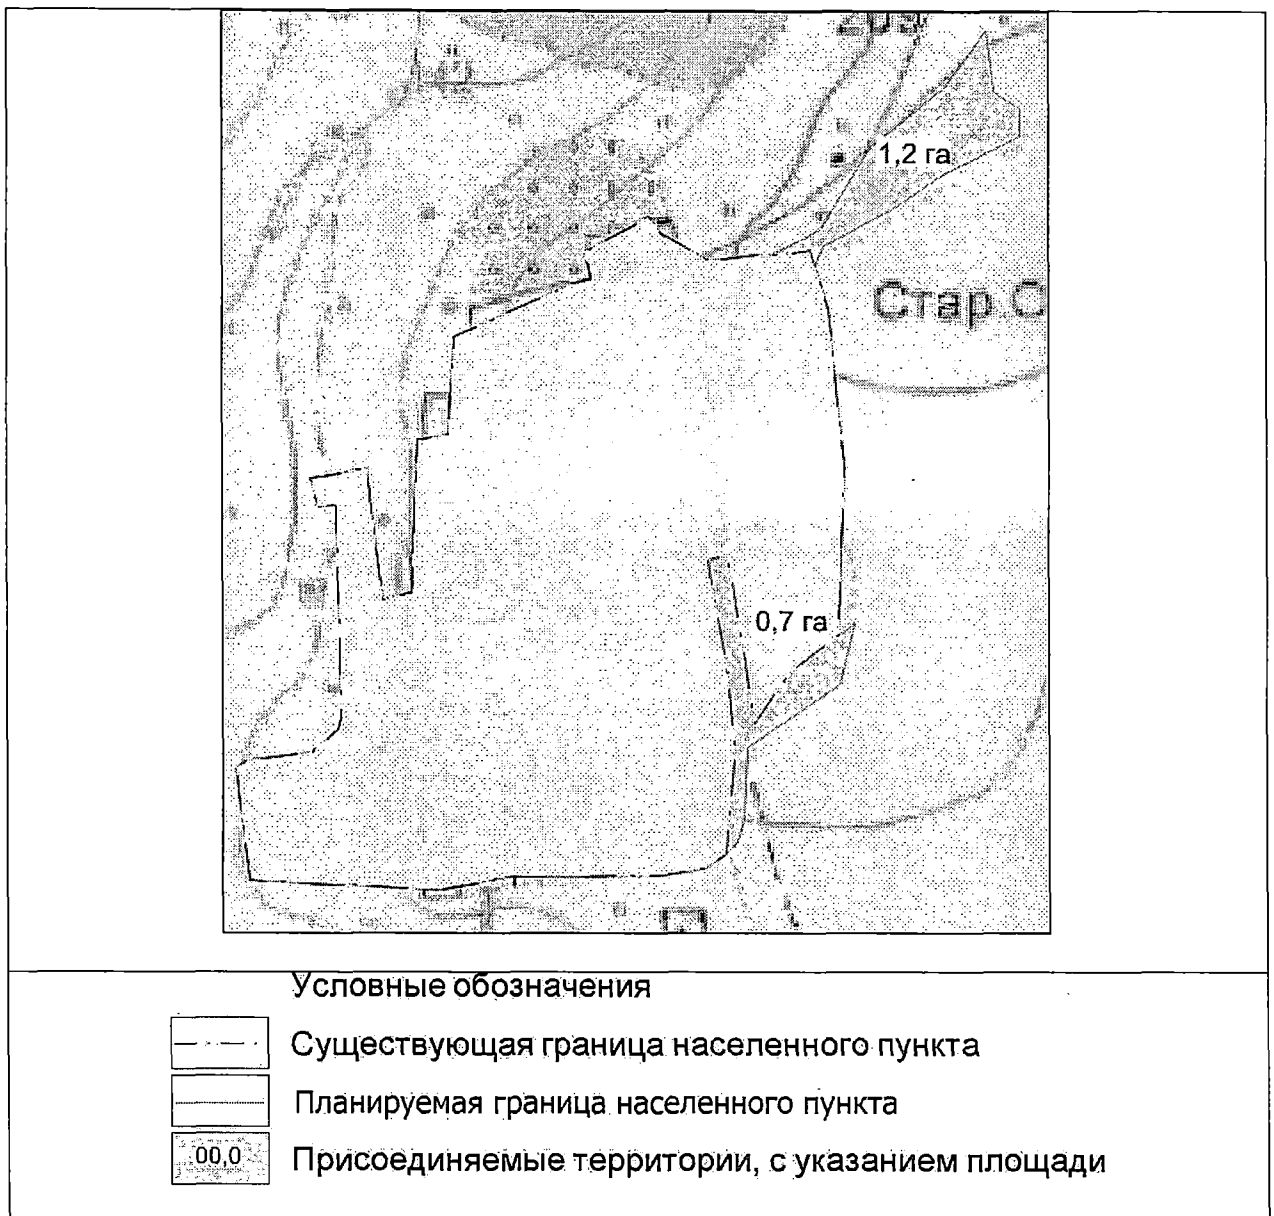 203
1,2 га
Стар.О
0,7 га
Условные обозначения
Существующая граница населенного пункта
Планируемая граница населенного пункта
00,0
Присоединяемые территории, с указанием площади